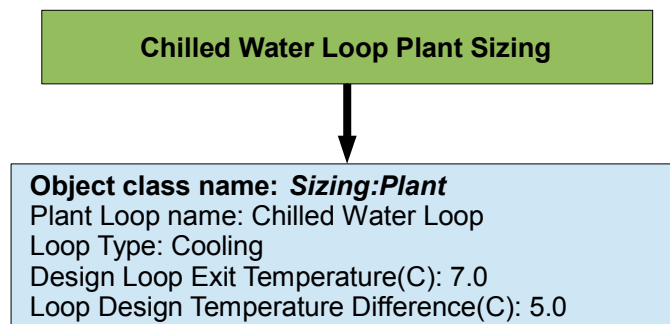 Chilled Water Loop Plant Sizing
Object class name: Sizing:Plant
Plant Loop name: Chilled Water Loop
Loop Type: Cooling
Design Loop Exit Temperature(C): 7.0
Loop Design Temperature Difference(C): 5.0